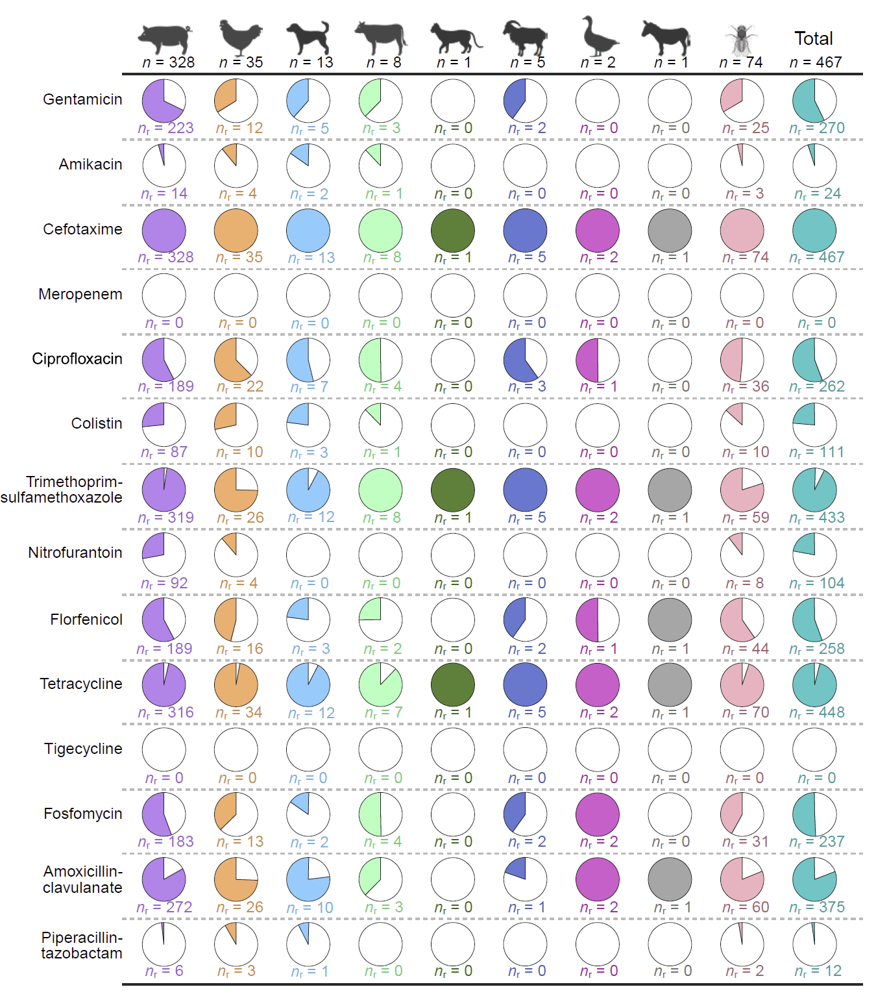 Total
n = 328 n = 35 n = 13 n = 8 n = 1 n = 5 n = 2 n = 1 n = 74 n = 467
Gentamicin
nr = 223 nr = 12 nr = 5 nr = 3 nr = 0 nr = 2 nr = 0 nr = 0 nr = 25 nr = 270
Amikacin
nr = 14 nr = 4 nr = 2 nr = 1 nr = 0 nr = 0 nr = 0 nr = 0 nr = 3 nr = 24
Cefotaxime
nr = 328 nr = 35 nr = 13 nr = 8 nr = 1 nr = 5 nr = 2 nr = 1 nr = 74 nr = 467
Meropenem
nr = 0 nr = 0 nr = 0 nr = 0 nr = 0 nr = 0 nr = 0 nr = 0 nr = 0 nr = 0
Ciprofloxacin
nr = 189 nr = 22 nr = 7 nr = 4 nr = 0 nr = 3 nr = 1 nr = 0 nr = 36 nr = 262
Colistin
nr = 87 nr = 10 nr = 3 nr = 1 nr = 0 nr = 0 nr = 0 nr = 0 nr = 10 nr = 111
Trimethoprim-
sulfamethoxazole
nr = 319 nr = 26 nr = 12 nr = 8 nr = 1 nr = 5 nr = 2 nr = 1 nr = 59 nr = 433
Nitrofurantoin
nr = 92 nr = 4 nr = 0 nr = 0 nr = 0 nr = 0 nr = 0 nr = 0 nr = 8 nr = 104
Florfenicol
nr = 189 nr = 16 nr = 3 nr = 2 nr = 0 nr = 2 nr = 1 nr = 1 nr = 44 nr = 258
Tetracycline
nr = 316 nr = 34 nr = 12 nr = 7 nr = 1 nr = 5 nr = 2 nr = 1 nr = 70 nr = 448
Tigecycline
nr = 0 nr = 0 nr = 0 nr = 0 nr = 0 nr = 0 nr = 0 nr = 0 nr = 0 nr = 0
Fosfomycin
nr = 183 nr = 13 nr = 2 nr = 4 nr = 0 nr = 2 nr = 2 nr = 0 nr = 31 nr = 237
Amoxicillin-
clavulanate
nr = 272 nr = 26 nr = 10 nr = 3 nr = 0 nr = 1 nr = 2 nr = 1 nr = 60 nr = 375
Piperacillin-
tazobactam
nr = 6 nr = 3 nr = 1 nr = 0 nr = 0 nr = 0 nr = 0 nr = 0 nr = 2 nr = 12